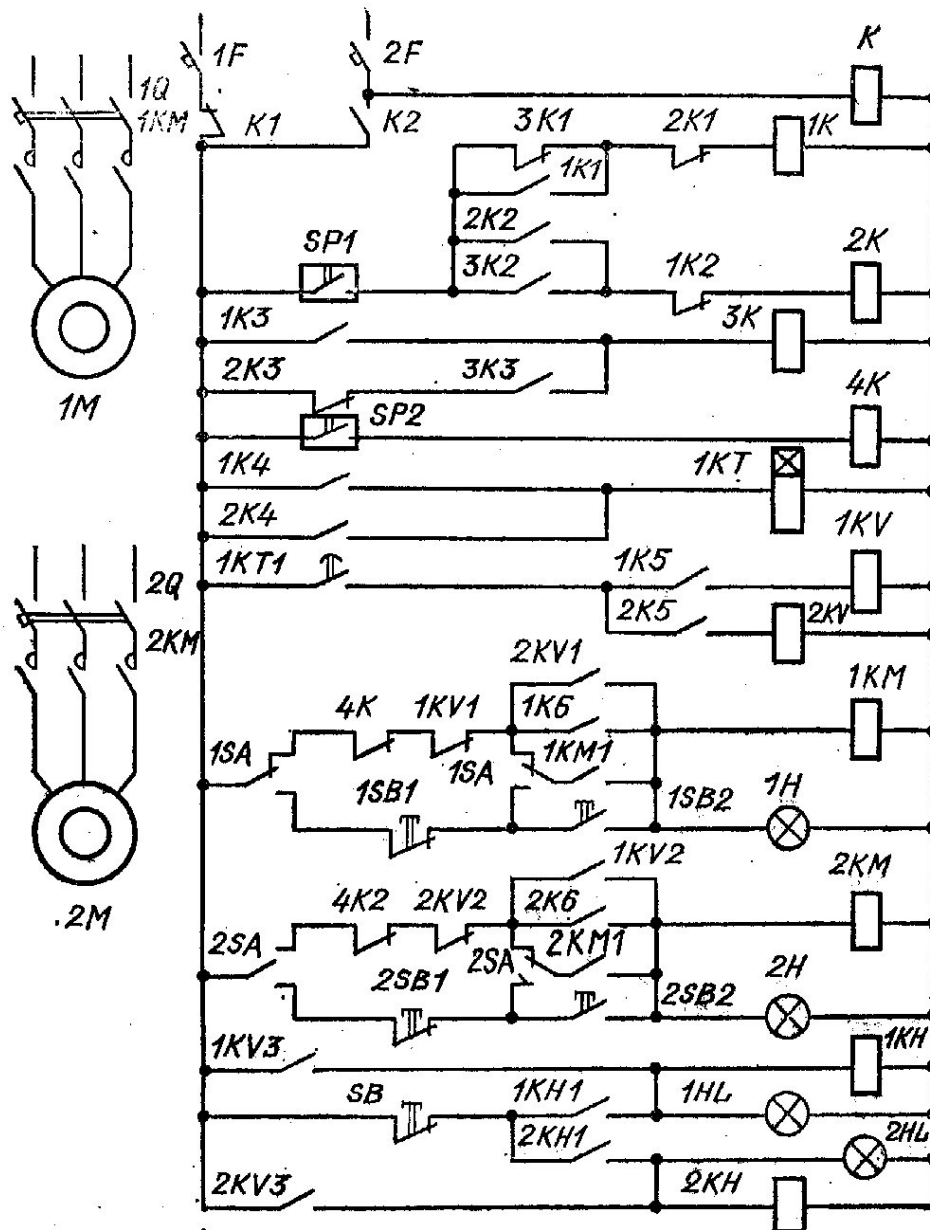 1F 2F K
1Q
1KM K1 K2 3K1 2K1 1K
1K1
2K2
SP1 3K2 1K2 2K
1K3 3K
2K3 3K3
1M SP2 4K
1K4 1KT
2K4 1KV
1KT1 1K5
2Q 2K5 2KV
2KM
2KV1 1KM
4K 1KV1 1K6
1SA 1SA 1KM1
1SB1 1SB2 1H
1KV2
.2M 4K2 2KV2 2K6 2KM
2SA 2SA 2KM1
2SB1 2SB2 2H
1KV3 1KH
SB 1KH1 1HL
2KH1 2HL
2KV3 2KH